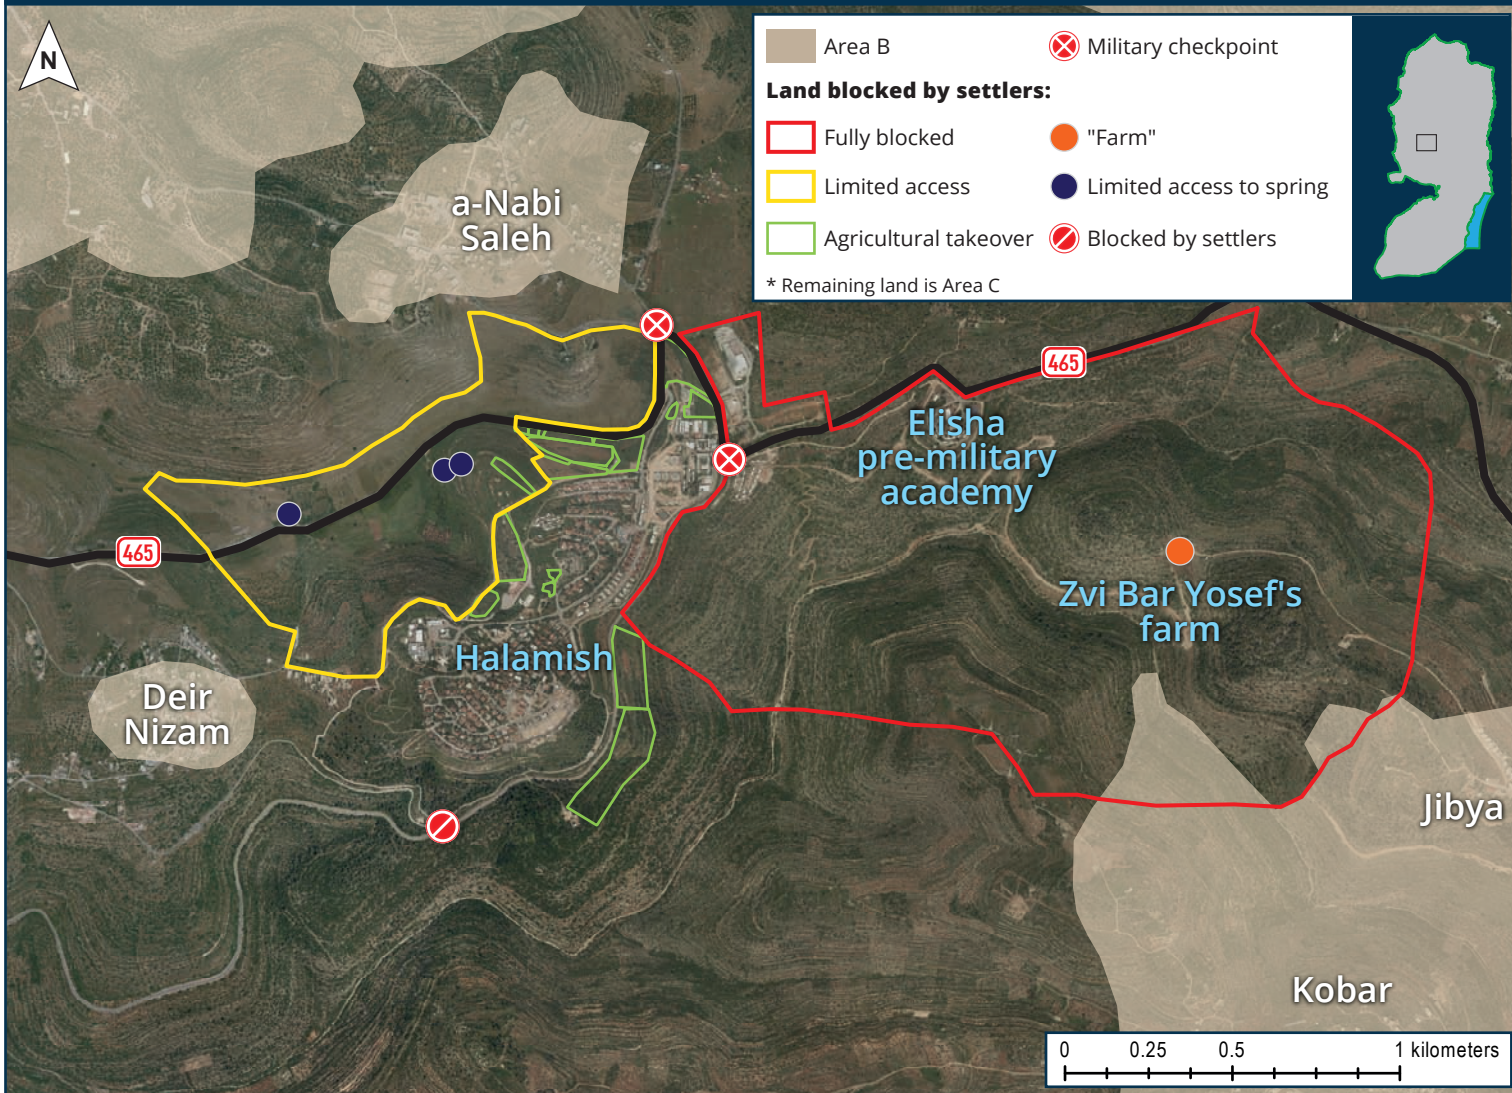 N
Area B
Military checkpoint
Land blocked by settlers:
Fully blocked
"Farm"
Limited access
Limited access to spring
Agricultural takeover
Blocked by settlers
* Remaining land is Area C
a-Nabi
Saleh
465
Elisha
pre-military
academy
465
Zvi Bar Yosef's
farm
Halamish
Deir
Nizam
Jibya
Kobar
0 0.25 0.5 1 kilometers